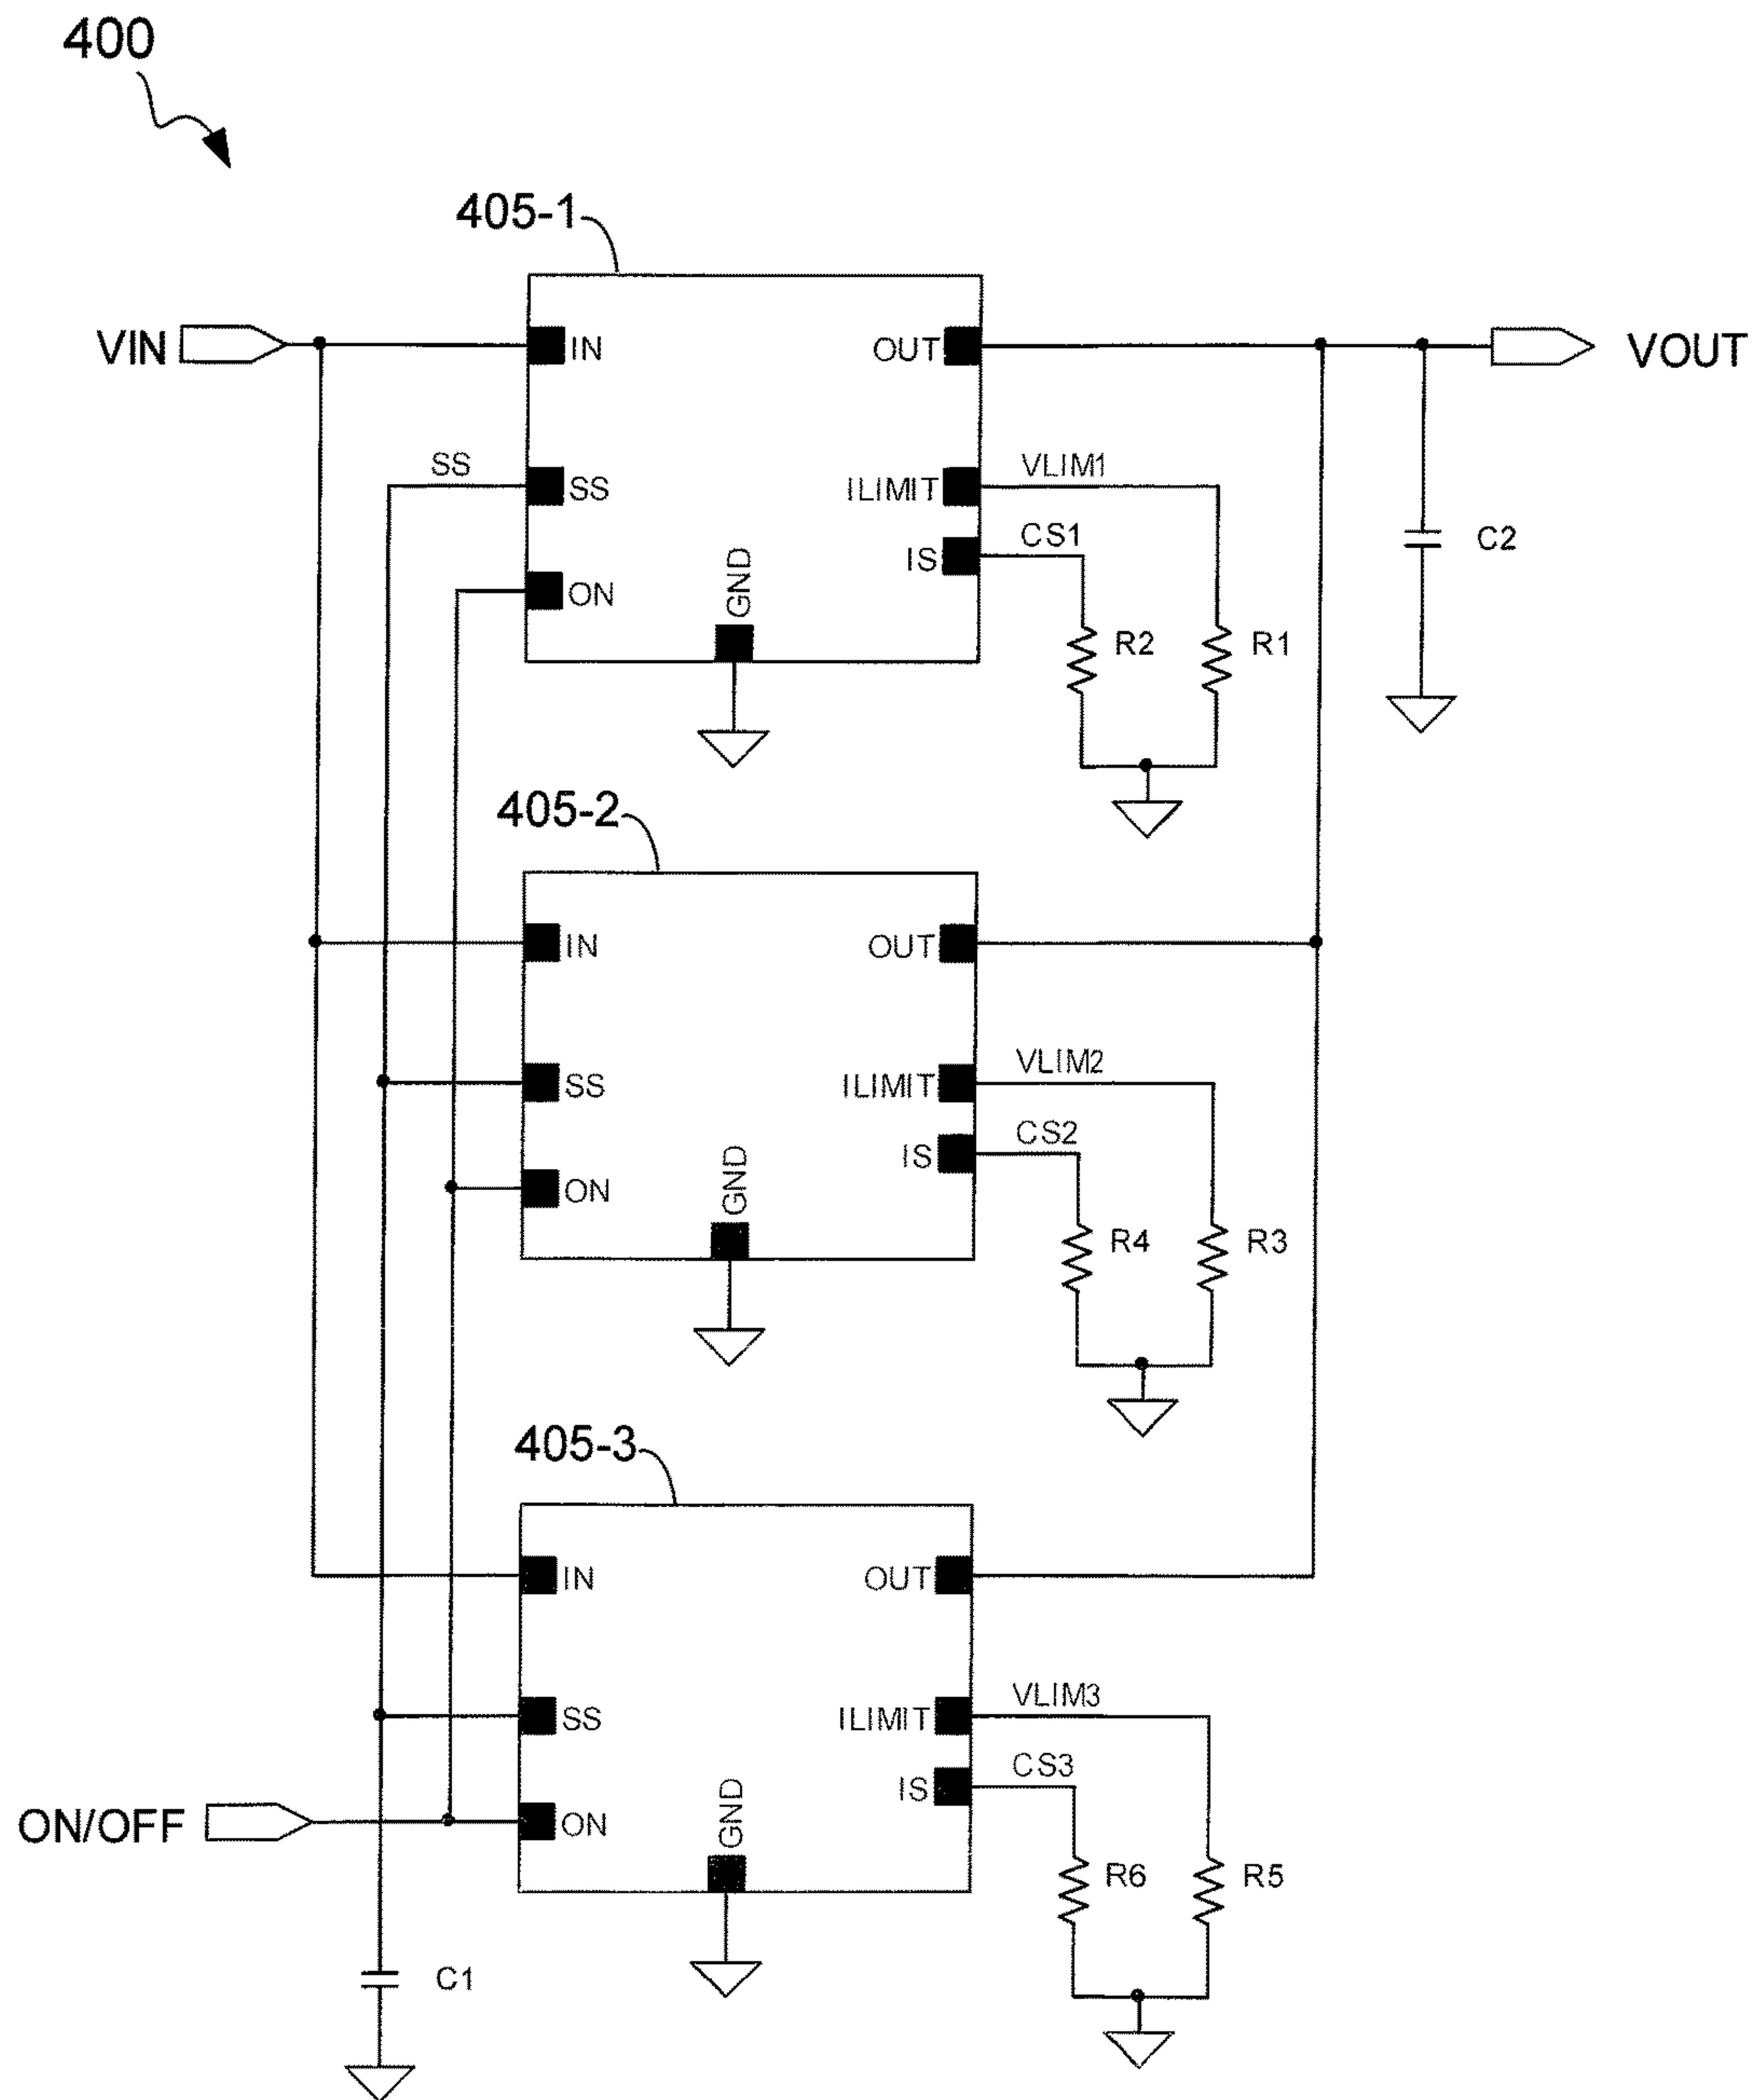 400
405-1
VIN
IN
OUT
VOUT
SS
SS
ILIMIT
VLIM1
CS1
IS
ON
GND
R2
R1
C2
405-2
IN
OUT
SS
ILIMIT
VLIM2
CS2
IS
ON
GND
R4
R3
405-3
IN
OUT
SS
ILIMIT
VLIM3
CS3
IS
ON/OFF
ON
GND
R6
R5
C1